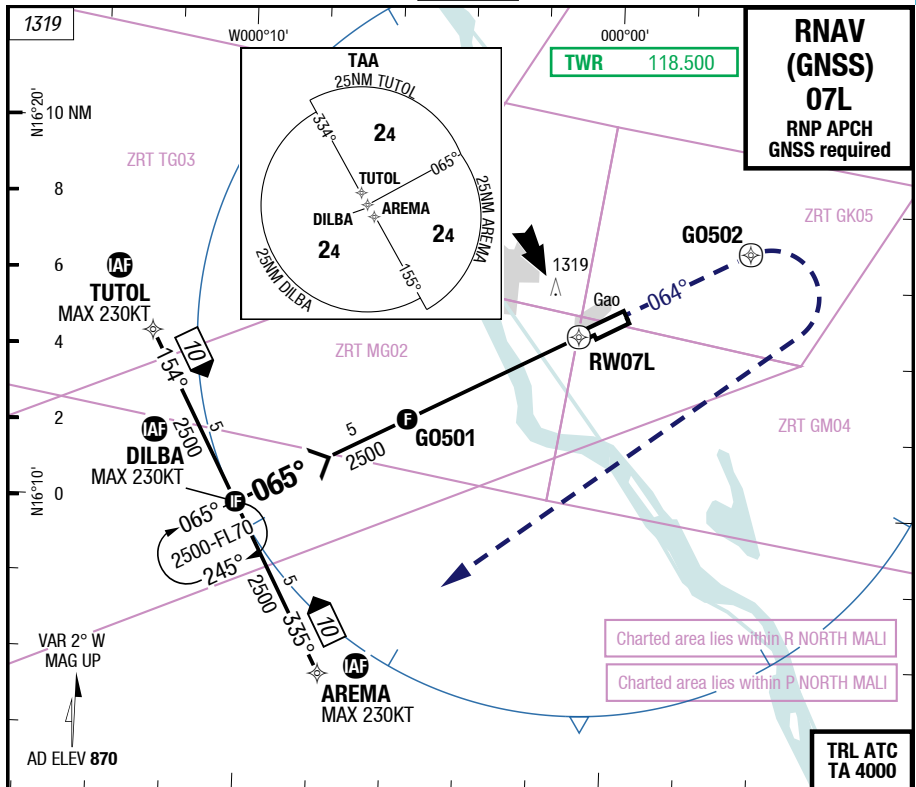 1319
W000°10'
000°00'
RNAV
(GNSS)
07L
RNP APCH
GNSS required
TWR 118.500
N16°20'
10 NM
8
6
4
2
0
N16°10'
TAA
25NM TUTOL
334°
24
065°
TUTOL
DILBA
AREMA
24
24
25NM DILBA
25NM AREMA
155°
ZRT TG03
ZRT GK05
GO502
1319
Gao
064°
RW07L
IAF
TUTOL
MAX 230KT
154°
10
5
2500
ZRT MG02
ZRT GM04
IAF
DILBA
MAX 230KT
F
GO501
5
2500
IF
065°
065°
2500-FL70
245°
5
2500
10
335°
IAF
AREMA
MAX 230KT
Charted area lies within R NORTH MALI
Charted area lies within P NORTH MALI
VAR 2° W
MAG UP
AD ELEV 870
TRL ATC
TA 4000